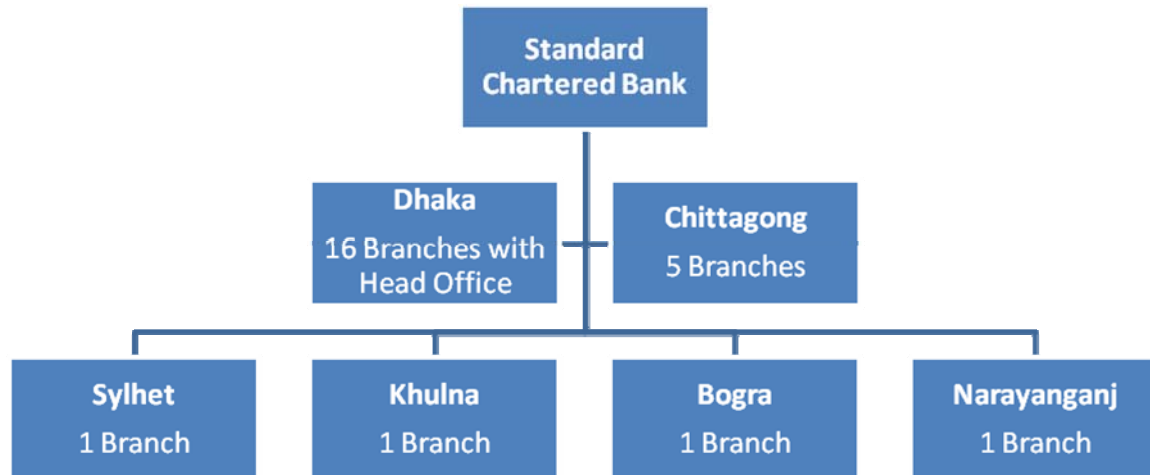 Standard
Chartered Bank
Dhaka
16 Branches with
Head Office
Chittagong
5 Branches
Sylhet
1 Branch
Khulna
1 Branch
Bogra
1 Branch
Narayanganj
1 Branch